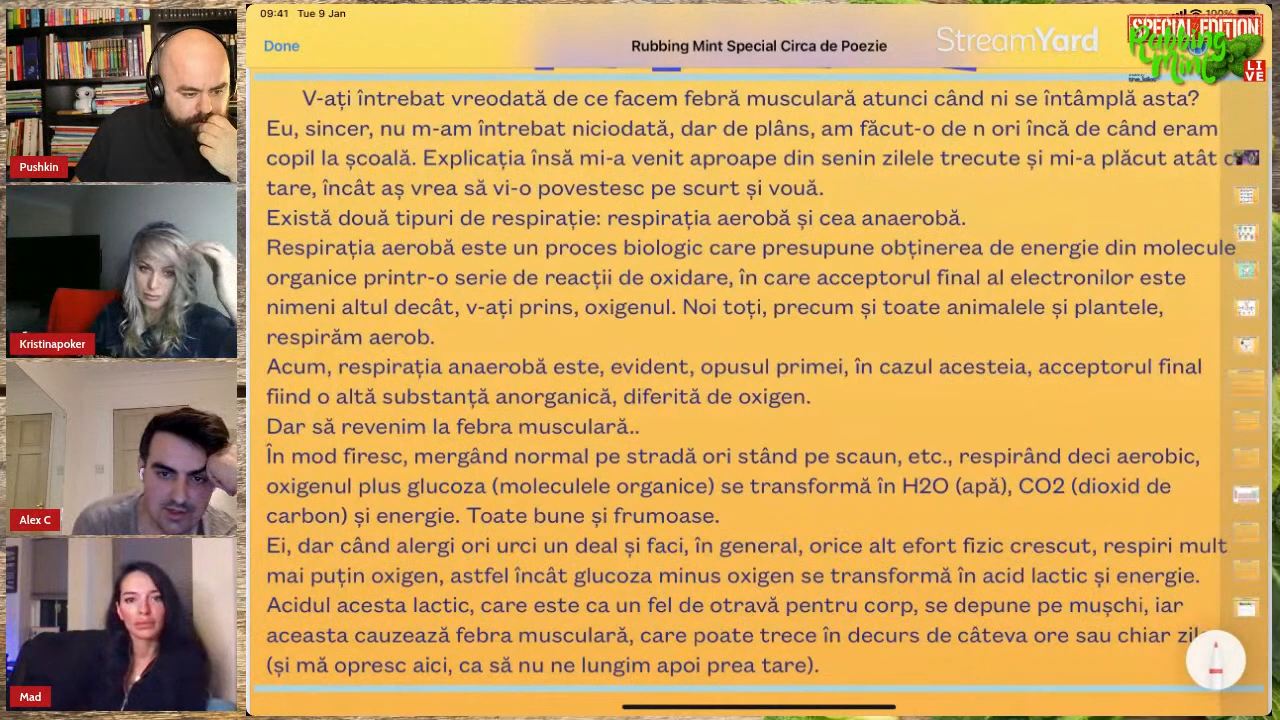 09:41 Tue 9 Jan
100%
Done
Rubbing Mint Special Circa de Poezie
StreamYard
SPECIAL EDITION
Rubbing
Mint
LIVE
V-ați întrebat vreodată de ce facem febră musculară atunci când ni se întâmplă asta?
Eu, sincer, nu m-am întrebat niciodată, dar de plâns, am făcut-o de n ori încă de când eram
copil la școală. Explicația însă mi-a venit aproape din senin zilele trecute și mi-a plăcut atât
tare, încât aș vrea să vi-o povestesc pe scurt și vouă.
Există două tipuri de respirație: respirația aerobă și cea anaerobă.
Respirația aerobă este un proces biologic care presupune obținerea de energie din molecule
organice printr-o serie de reacții de oxidare, în care acceptorul final al electronilor este
nimeni altul decât, v-ați prins, oxigenul. Noi toți, precum și toate animalele și plantele,
respirăm aerob.
Acum, respirația anaerobă este, evident, opusul primei, în cazul acesteia, acceptorul final
fiind o altă substanță anorganică, diferită de oxigen.
Dar să revenim la febra musculară..
În mod firesc, mergând normal pe stradă ori stând pe scaun, etc., respirând deci aerobic,
oxigenul plus glucoza (moleculele organice) se transformă în H2O (apă), CO2 (dioxid de
carbon) și energie. Toate bune și frumoase.
Ei, dar când alergi ori urci un deal și faci, în general, orice alt efort fizic crescut, respiri mult
mai puțin oxigen, astfel încât glucoza minus oxigen se transformă în acid lactic și energie.
Acidul acesta lactic, care este ca un fel de otravă pentru corp, se depune pe mușchi, iar
aceasta cauzează febra musculară, care poate trece în decurs de câteva ore sau chiar
(și mă opresc aici, ca să nu ne lungim apoi prea tare).
Pushkin
Kristinapoker
Alex C
Mad